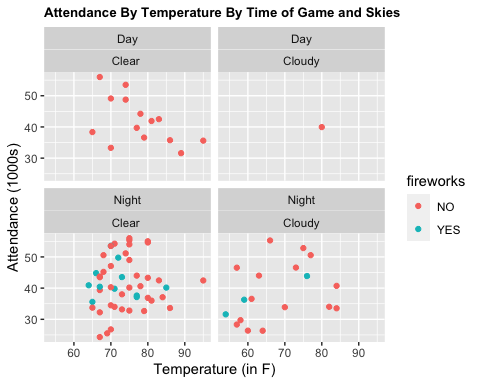 Attendance By Temperature By Time of Game and Skies
Day
Day
Clear
Cloudy
50
40
30
Night
Night
Clear
Cloudy
50
40
30
60
70
80
90
60
70
80
90
Temperature (in F)
Attendance (1000s)
fireworks
NO
YES